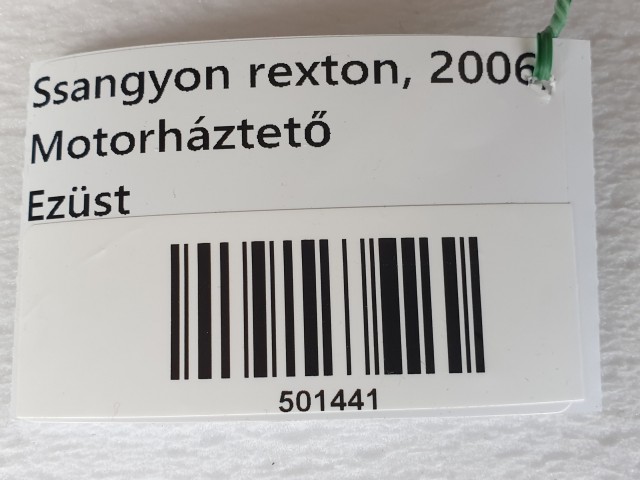 Ssangyon rexton, 2006.
Motorháztető
Ezüst
501441